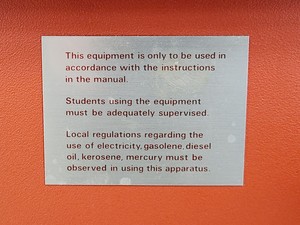 This equipment is only to be used in
accordance with the instructions
in the manual.
Students using the equipment
must be adequately supervised.
Local regulations regarding the
use of electricity, gasolene, diesel
oil, kerosene, mercury must be
observed in using this apparatus.